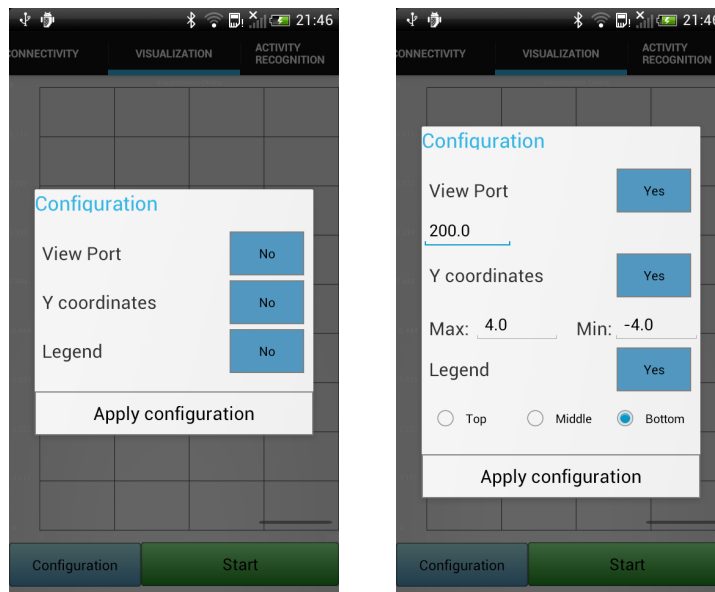 21:46
CONNECTIVITY
VISUALIZATION
ACTIVITY
RECOGNITION
Configuration
View Port
No
Y coordinates
No
Legend
No
Apply configuration
Configuration
Start
21:46
CONNECTIVITY
VISUALIZATION
ACTIVITY
RECOGNITION
Configuration
View Port
Yes
200.0
Y coordinates
Yes
Max: 4.0 Min: -4.0
Legend
Yes
Top Middle Bottom
Apply configuration
Configuration
Start